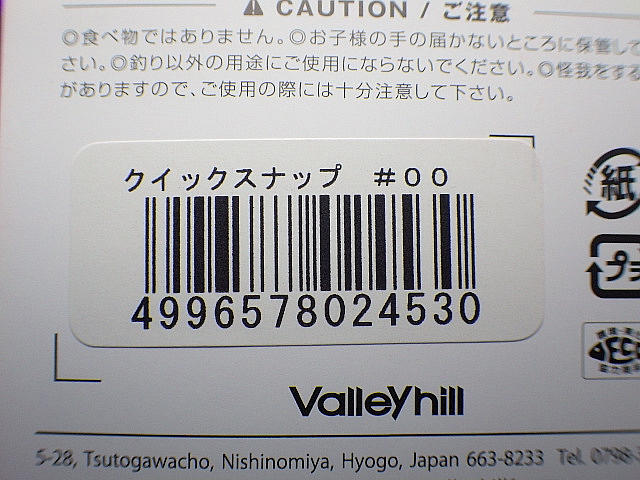 CAUTION / ご注意
◎食べ物ではありません。◎お子様の手の届かないところに保管して
さい。◎釣り以外の用途にご使用にならないでください。◎怪我をする
がありますので、ご使用の際には十分注意して下さい。
クイックスナップ #00
4996578024530
紙
プラ
Valleyhill
5-28, Tsutogawacho, Nishinomiya, Hyogo, Japan 663-8233 Tel. 0798-